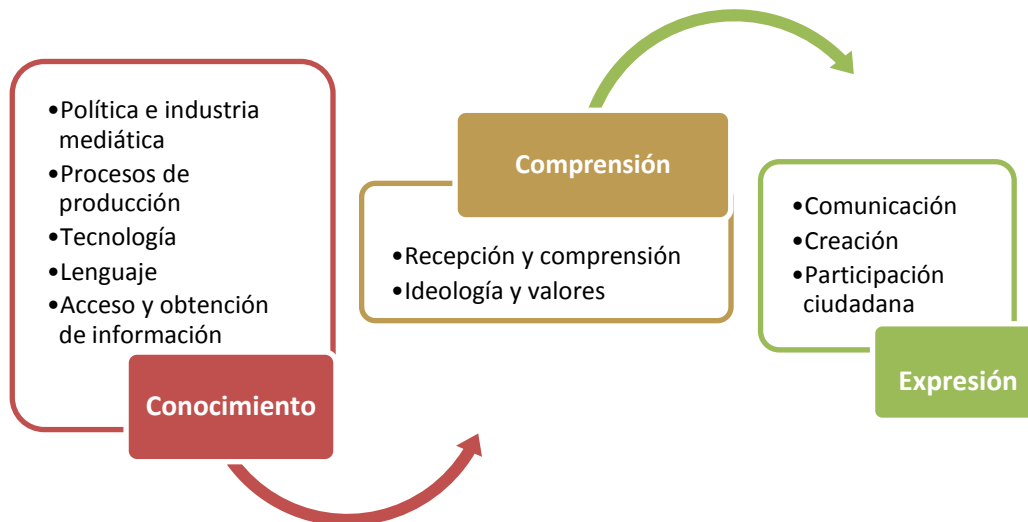 •Política e industria
mediática
•Procesos de
producción
•Tecnología
•Lenguaje
•Acceso y obtención
de información
Conocimiento
Comprensión
•Recepción y comprensión
•Ideología y valores
•Comunicación
•Creación
•Participación
ciudadana
Expresión